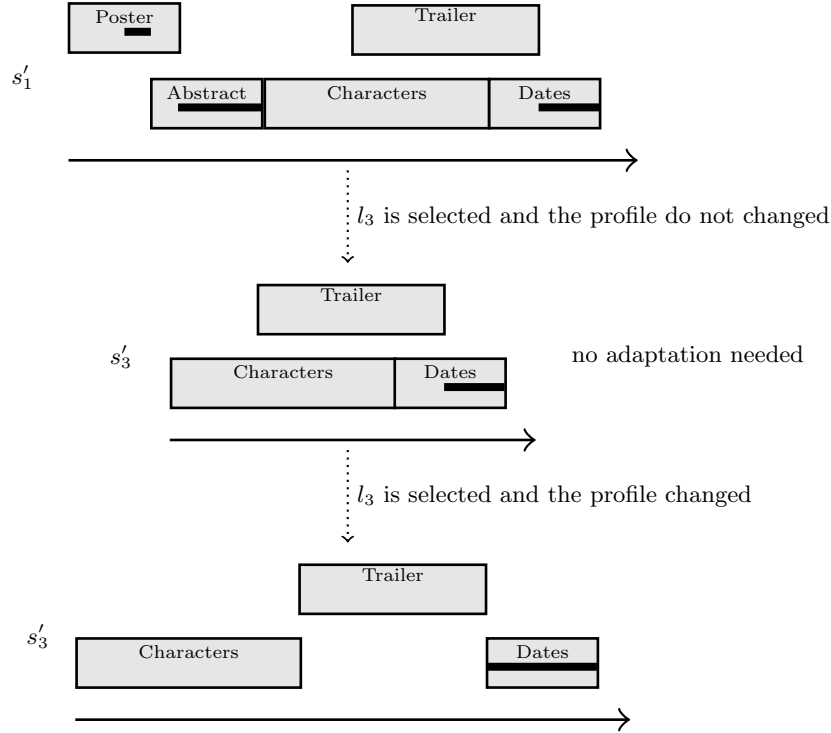 Poster
Trailer
s′₁
Abstract
Characters
Dates
l₃ is selected and the profile do not changed
Trailer
s′₃
Characters
Dates
no adaptation needed
l₃ is selected and the profile changed
Trailer
s′₃
Characters
Dates